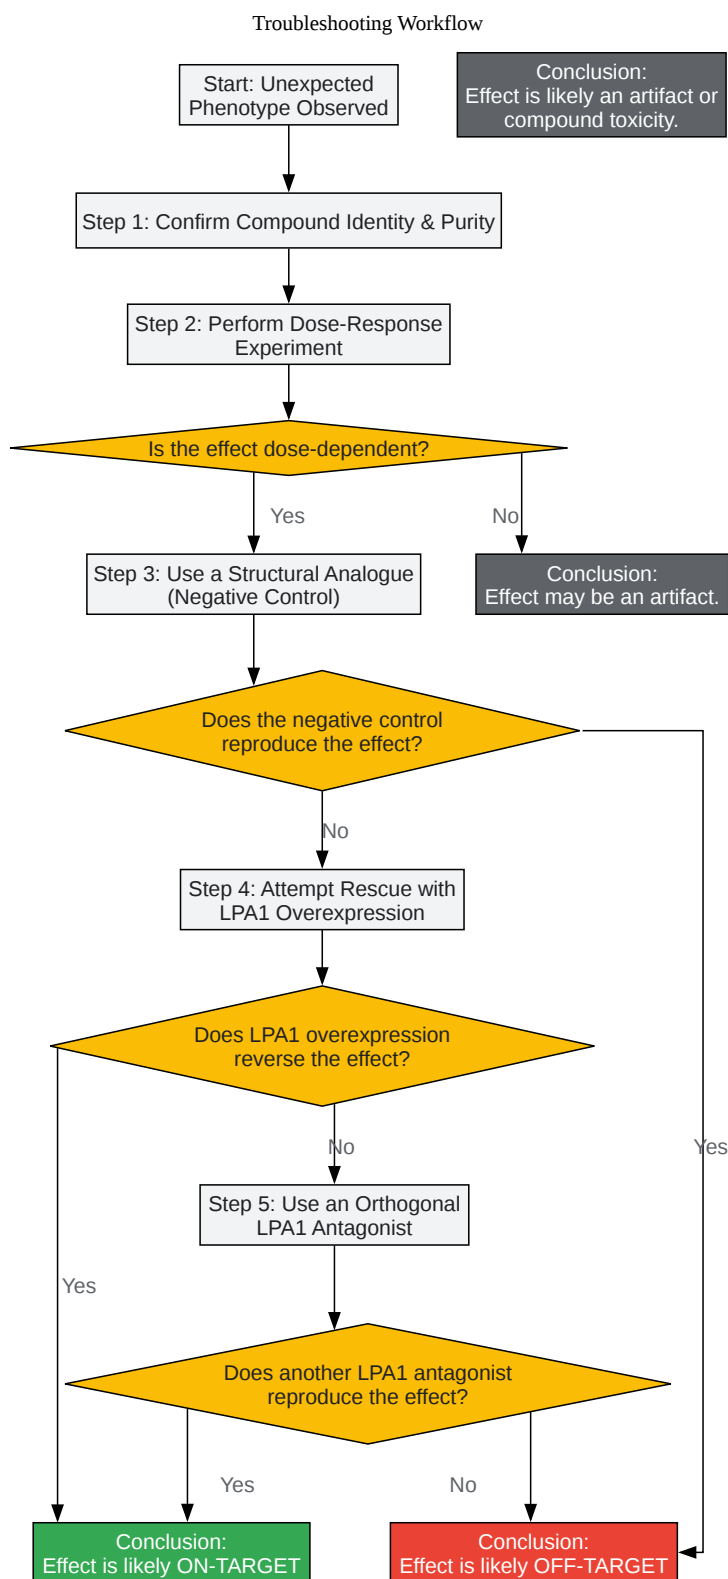 Troubleshooting Workflow
Start: Unexpected
Phenotype Observed
Conclusion:
Effect is likely an artifact or
compound toxicity.
Step 1: Confirm Compound Identity & Purity
Step 2: Perform Dose-Response
Experiment
Is the effect dose-dependent?
Yes
No
Step 3: Use a Structural Analogue
(Negative Control)
Conclusion:
Effect may be an artifact.
Does the negative control
reproduce the effect?
No
Step 4: Attempt Rescue with
LPA1 Overexpression
Does LPA1 overexpression
reverse the effect?
No
Yes
Step 5: Use an Orthogonal
LPA1 Antagonist
Yes
Does another LPA1 antagonist
reproduce the effect?
Yes
No
Conclusion:
Effect is likely ON-TARGET
Conclusion:
Effect is likely OFF-TARGET